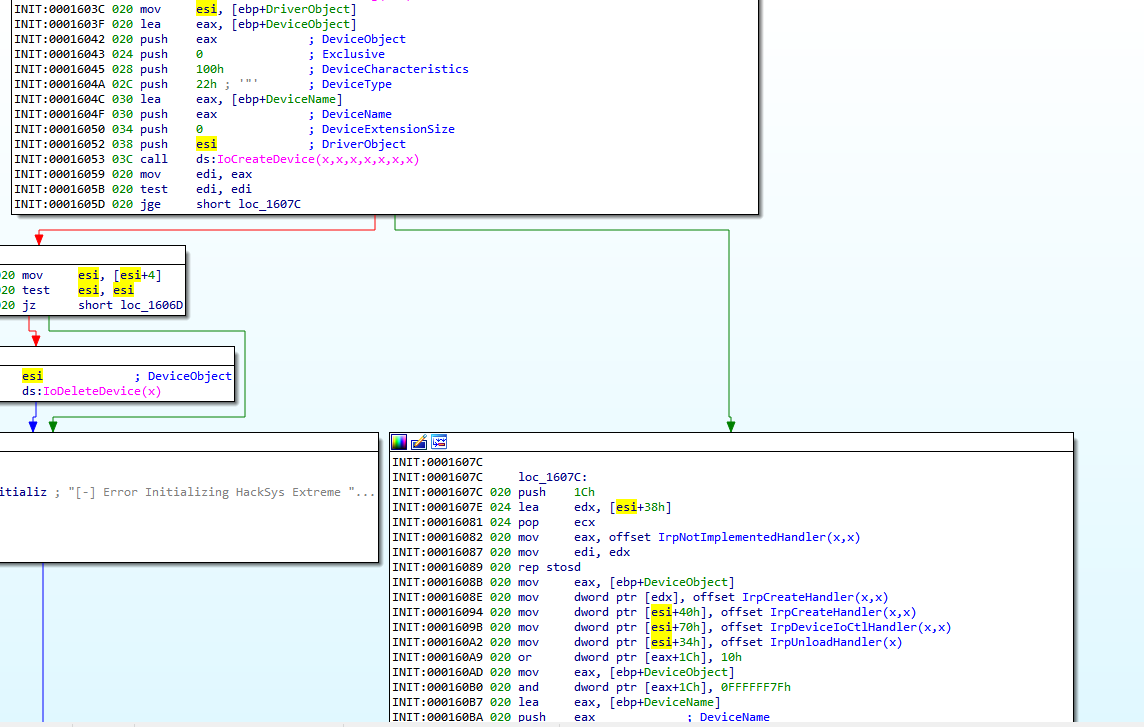 INIT:0001603C 020 mov esi, [ebp+DriverObject]
INIT:0001603F 020 lea eax, [ebp+DeviceObject]
INIT:00016042 020 push eax ; DeviceObject
INIT:00016043 024 push 0 ; Exclusive
INIT:00016045 028 push 100h ; DeviceCharacteristics
INIT:0001604A 02C push 22h ; '"' ; DeviceType
INIT:0001604C 030 lea eax, [ebp+DeviceName]
INIT:0001604F 030 push eax ; DeviceName
INIT:00016050 034 push 0 ; DeviceExtensionSize
INIT:00016052 038 push esi ; DriverObject
INIT:00016053 03C call ds:IoCreateDevice(x,x,x,x,x,x,x)
INIT:00016059 020 mov edi, eax
INIT:0001605B 020 test edi, edi
INIT:0001605D 020 jge short loc_1607C
20 mov esi, [esi+4]
20 test esi, esi
20 jz short loc_1606D
esi ; DeviceObject
ds:IoDeleteDevice(x)
itializ ; "[-] Error Initializing HackSys Extreme "...
INIT:0001607C
INIT:0001607C loc_1607C:
INIT:0001607C 020 push 1Ch
INIT:0001607E 024 lea edx, [esi+38h]
INIT:00016081 024 pop ecx
INIT:00016082 020 mov eax, offset IrpNotImplementedHandler(x,x)
INIT:00016087 020 mov edi, edx
INIT:00016089 020 rep stosd
INIT:0001608B 020 mov eax, [ebp+DeviceObject]
INIT:0001608E 020 mov dword ptr [edx], offset IrpCreateHandler(x,x)
INIT:00016094 020 mov dword ptr [esi+40h], offset IrpCreateHandler(x,x)
INIT:0001609B 020 mov dword ptr [esi+70h], offset IrpDeviceIoCtlHandler(x,x)
INIT:000160A2 020 mov dword ptr [esi+34h], offset IrpUnloadHandler(x)
INIT:000160A9 020 or dword ptr [eax+1Ch], 10h
INIT:000160AD 020 mov eax, [ebp+DeviceObject]
INIT:000160B0 020 and dword ptr [eax+1Ch], 0FFFFFF7Fh
INIT:000160B7 020 lea eax, [ebp+DeviceName]
INIT:000160BA 020 push eax ; DeviceName